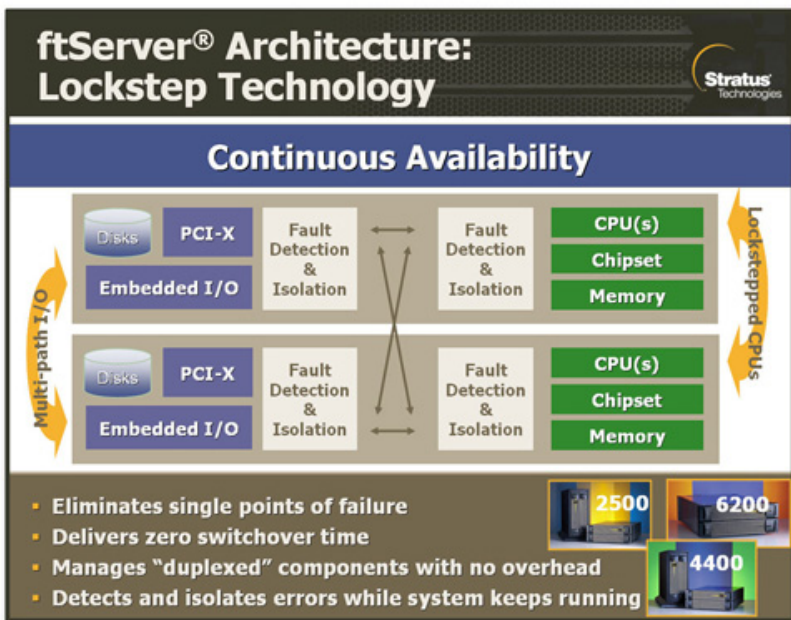 ftServer® Architecture:
Lockstep Technology
Stratus®
Technologies
Continuous Availability
Disks
PCI-X
Embedded I/O
Fault
Detection
&
Isolation
Fault
Detection
&
Isolation
CPU(s)
Chipset
Memory
Multi-path I/O
Lockstepped CPUs
Disks
PCI-X
Embedded I/O
Fault
Detection
&
Isolation
Fault
Detection
&
Isolation
CPU(s)
Chipset
Memory
▪ Eliminates single points of failure
▪ Delivers zero switchover time
▪ Manages “duplexed” components with no overhead
▪ Detects and isolates errors while system keeps running
2500
6200
4400